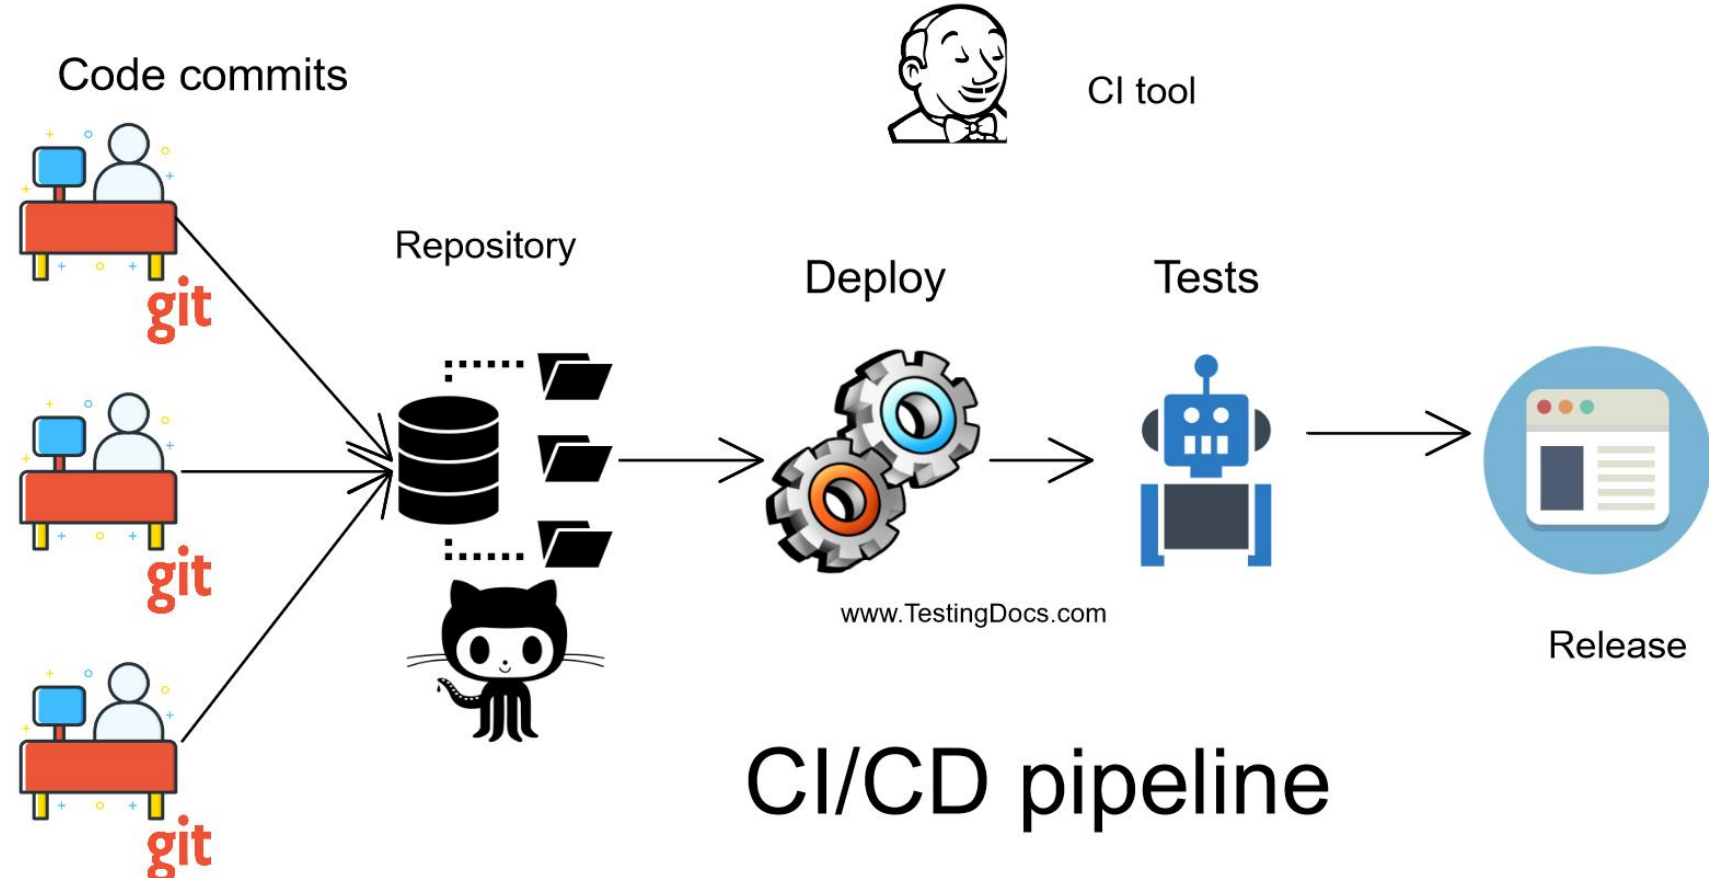 Code commits
CI tool
Repository
Deploy
Tests
git
git
git
www.TestingDocs.com
Release
CI/CD pipeline